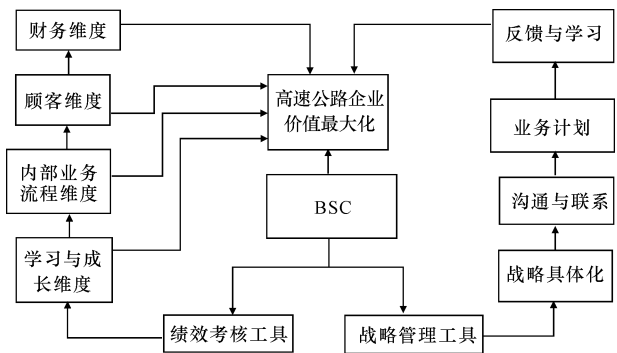 财务维度
反馈与学习
顾客维度
高速公路企业
价值最大化
业务计划
内部业务
流程维度
BSC
沟通与联系
学习与成
长维度
战略具体化
绩效考核工具
战略管理工具